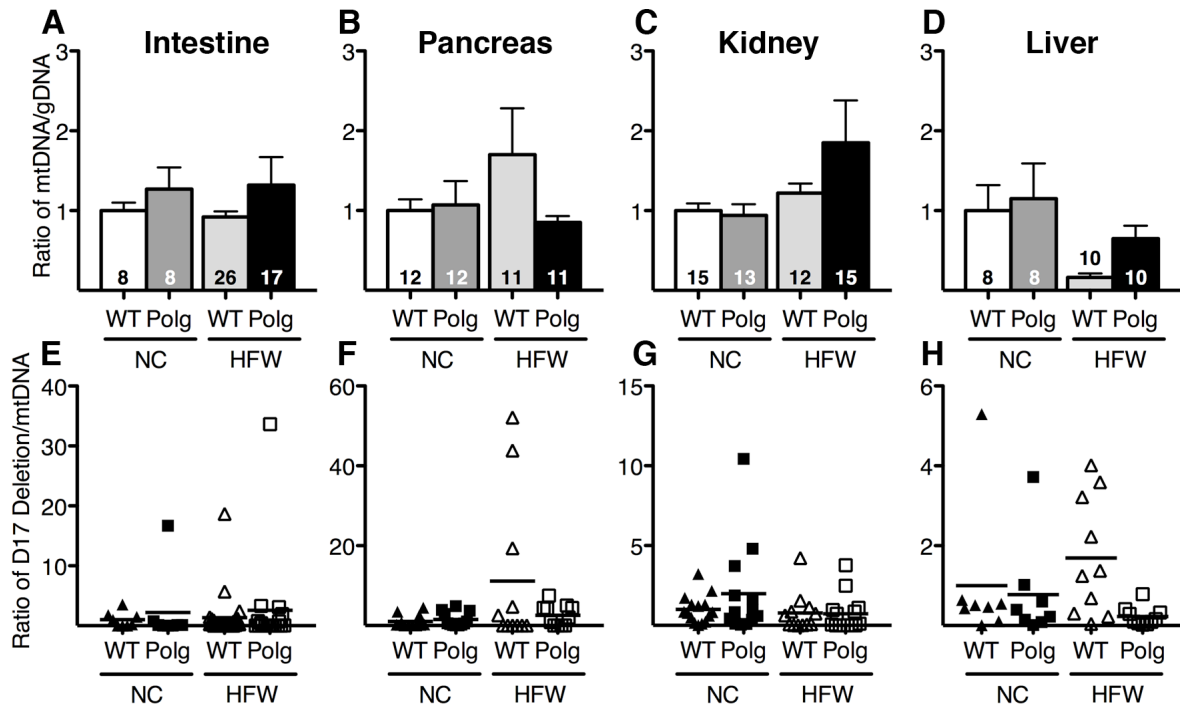 A Intestine
B Pancreas
C Kidney
D Liver
Ratio of mtDNA/gDNA
3 3 3 3
2 2 2 2
1 1 1 1
8 8 26 17 12 12 11 11 15 13 12 15 8 8 10 10
WT Polg WT Polg WT Polg WT Polg WT Polg WT Polg WT Polg WT Polg
NC HFW NC HFW NC HFW NC HFW
E F G H
Ratio of D17 Deletion/mtDNA
40 60 15 6
30
20
10
40
20
10
5
4
2
WT Polg WT Polg WT Polg WT Polg WT Polg WT Polg WT Polg WT Polg
NC HFW NC HFW NC HFW NC HFW